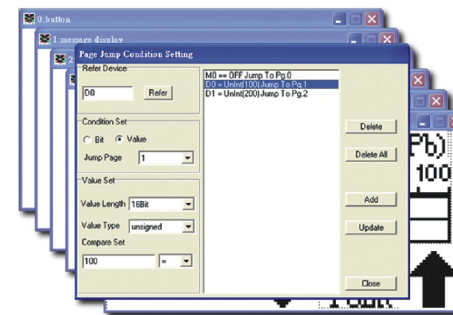 0:button
1:message display
2
Page Jump Condition Setting
Refer Device
D0
Refer
Condition Set
Bit
Value
Jump Page
1
Value Set
Value Length
16Bit
Value Type
unsigned
Compare Set
100
=
M0 == OFF Jump To Pg.0
D0 = UnInt(100)Jump To Pg.1
D1 = UnInt(200)Jump To Pg.2
Delete
Delete All
Add
Update
Close
Pb)
100